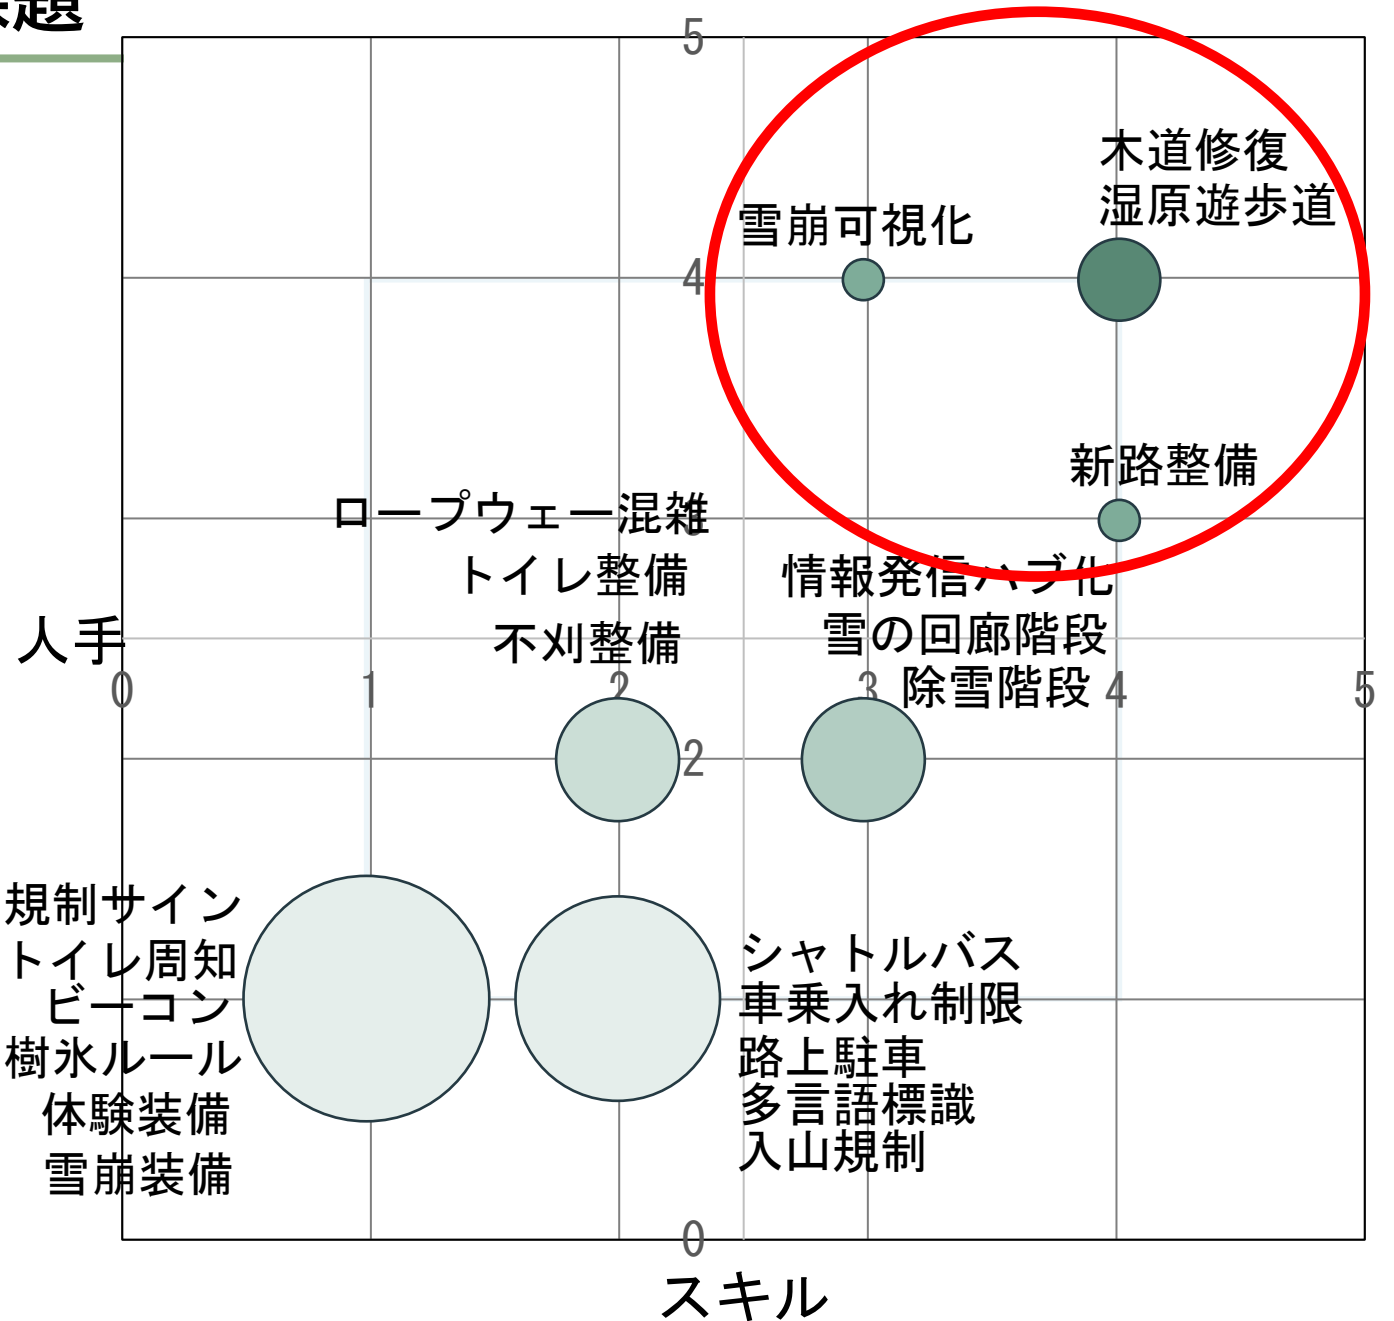 課題
5
木道修復
湿原遊歩道
雪崩可視化
4
新路整備
ロープウェー混雑
トイレ整備
不刈整備
情報発信ハブ化
雪の回廊階段
除雪階段
人手
0
1
2
3
4
5
2
規制サイン
トイレ周知
ビーコン
樹氷ルール
体験装備
雪崩装備
シャトルバス
車乗入れ制限
路上駐車
多言語標識
入山規制
0
スキル